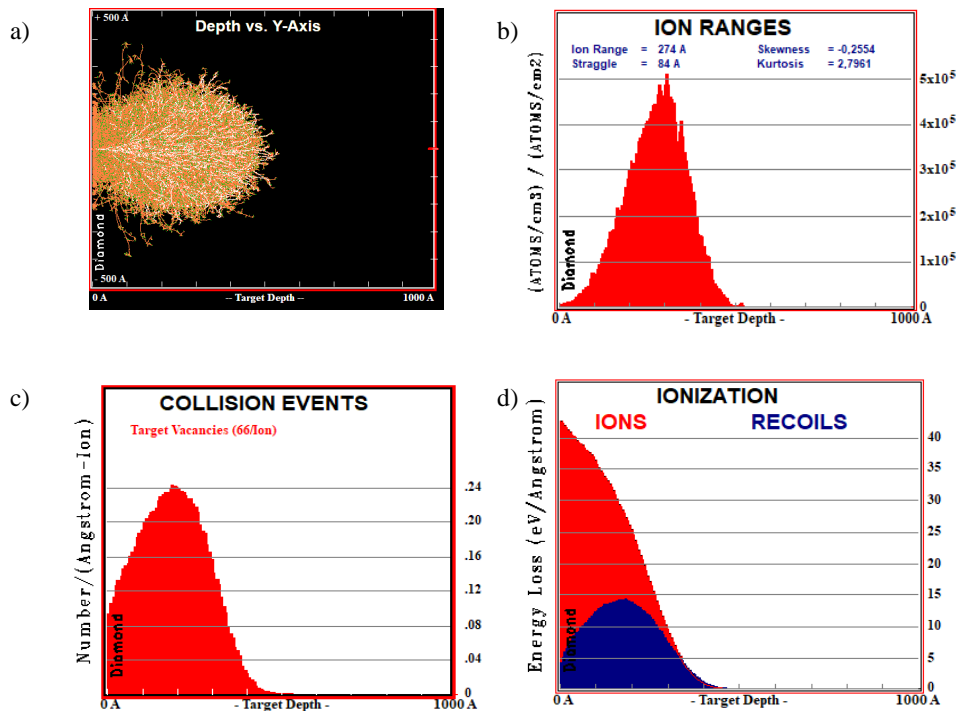 a)
+ 500 A
Depth vs. Y-Axis
Diamond
- 500 A
0 A
-- Target Depth --
1000 A
b)
ION RANGES
Ion Range = 274 A Skewness = -0,2554
Straggle = 84 A Kurtosis = 2,7961
(ATOMS/cm3) / (ATOMS/cm2)
5x10^5
4x10^5
3x10^5
2x10^5
1x10^5
0
Diamond
0 A
- Target Depth -
1000 A
c)
COLLISION EVENTS
Target Vacancies (66/Ion)
Number/(Angstrom-Ion)
.24
.20
.16
.12
.08
.04
0
Diamond
0 A
- Target Depth -
1000 A
d)
IONIZATION
IONS RECOILS
Energy Loss (eV/Angstrom)
40
35
30
25
20
15
10
5
0
Diamond
0 A
- Target Depth -
1000 A